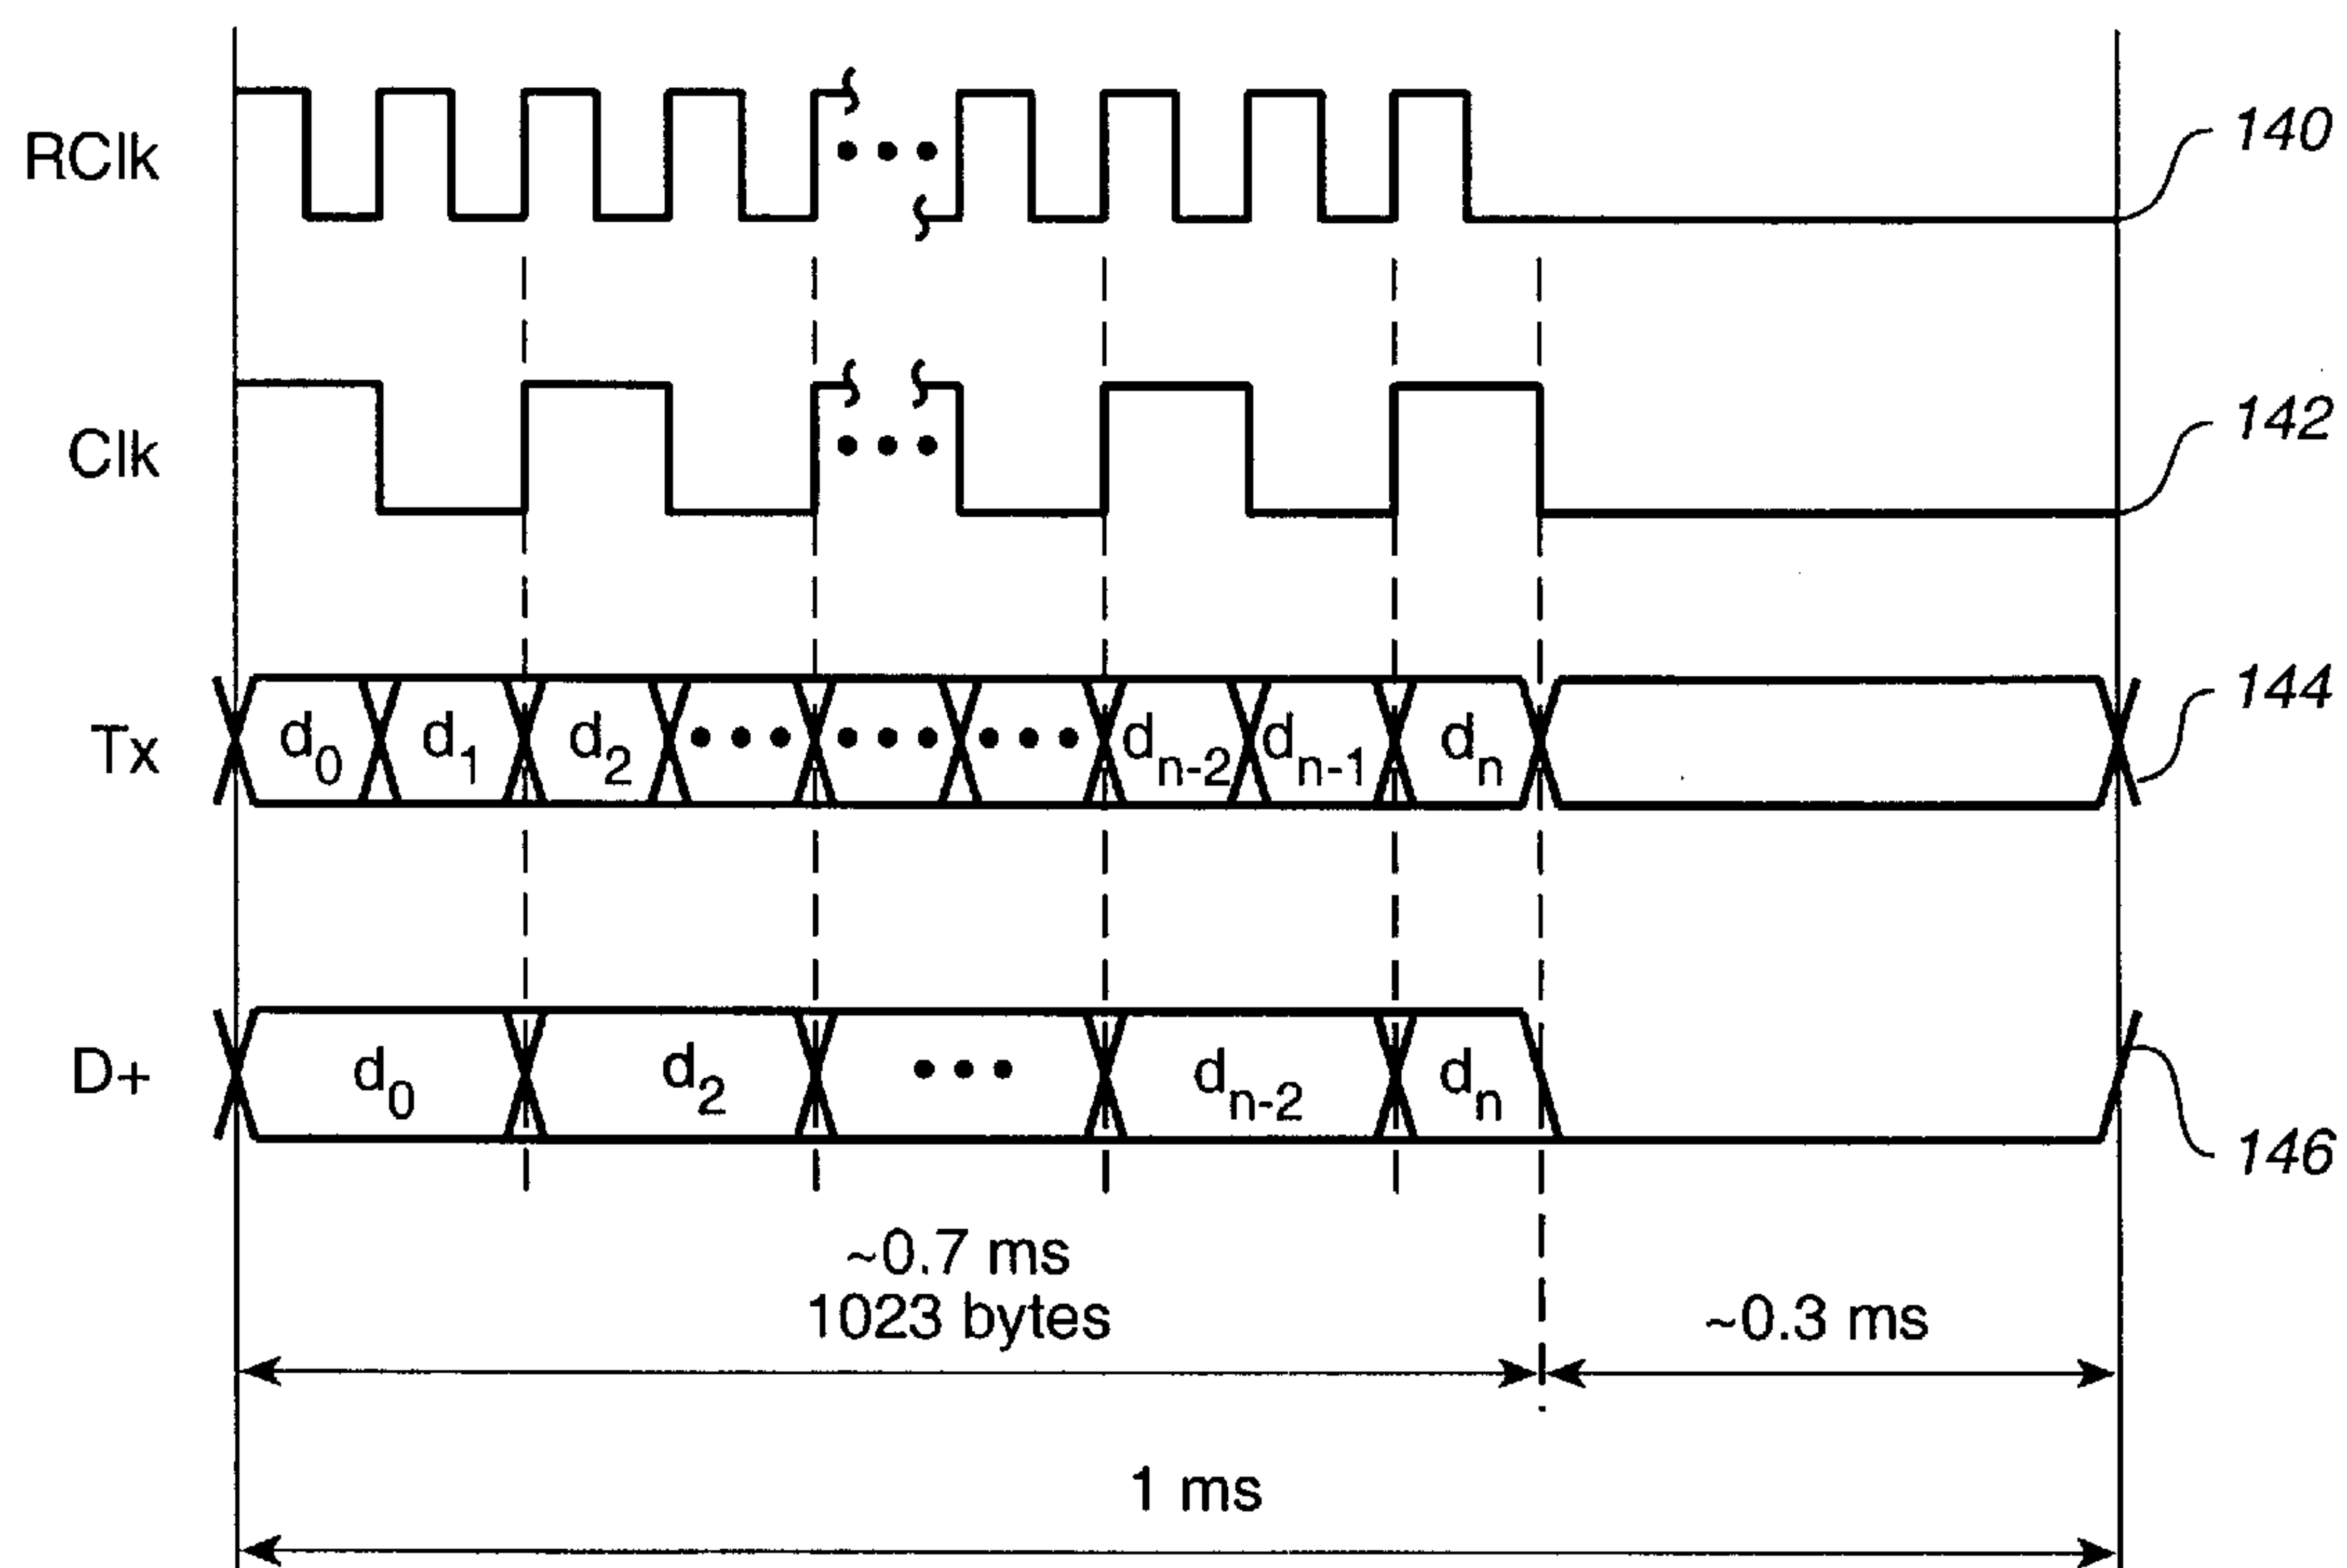 RClk
140
Clk
142
Tx
d0 d1 d2 ••• ••• ••• dn-2 dn-1 dn
144
D+
d0 d2 ••• dn-2 dn
146
~0.7 ms
1023 bytes
~0.3 ms
1 ms